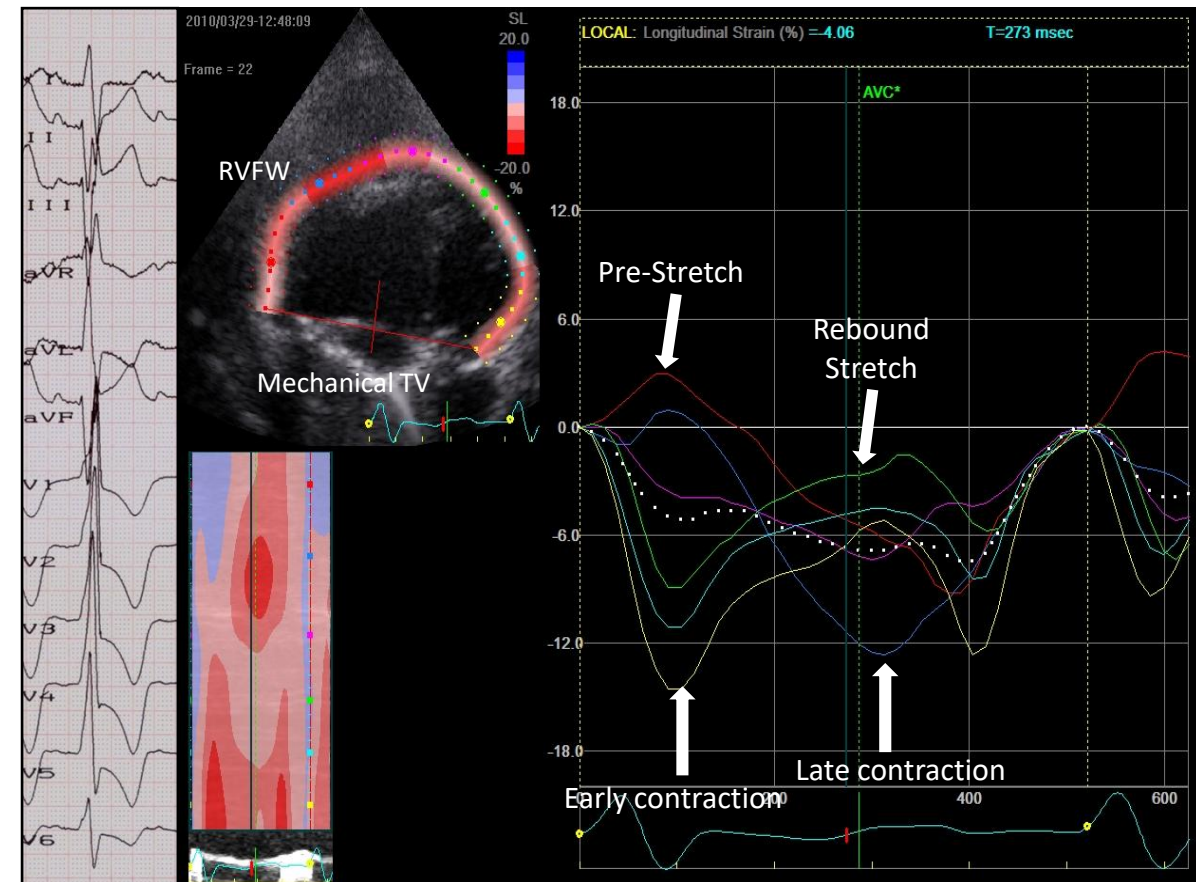 I
I I
I I I
aVR
aVL
aVF
V1
V2
V3
V4
V5
V6
2010/03/29-12:48:09
Frame = 22
SL
20.0
-20.0
%
RVFW
Mechanical TV
LOCAL: Longitudinal Strain (%) =-4.06 T=273 msec
AVC*
18.0
12.0
6.0
0.0
-6.0
-12.0
-18.0
Pre-Stretch
Rebound
Stretch
Early contraction
Late contraction
200
400
600